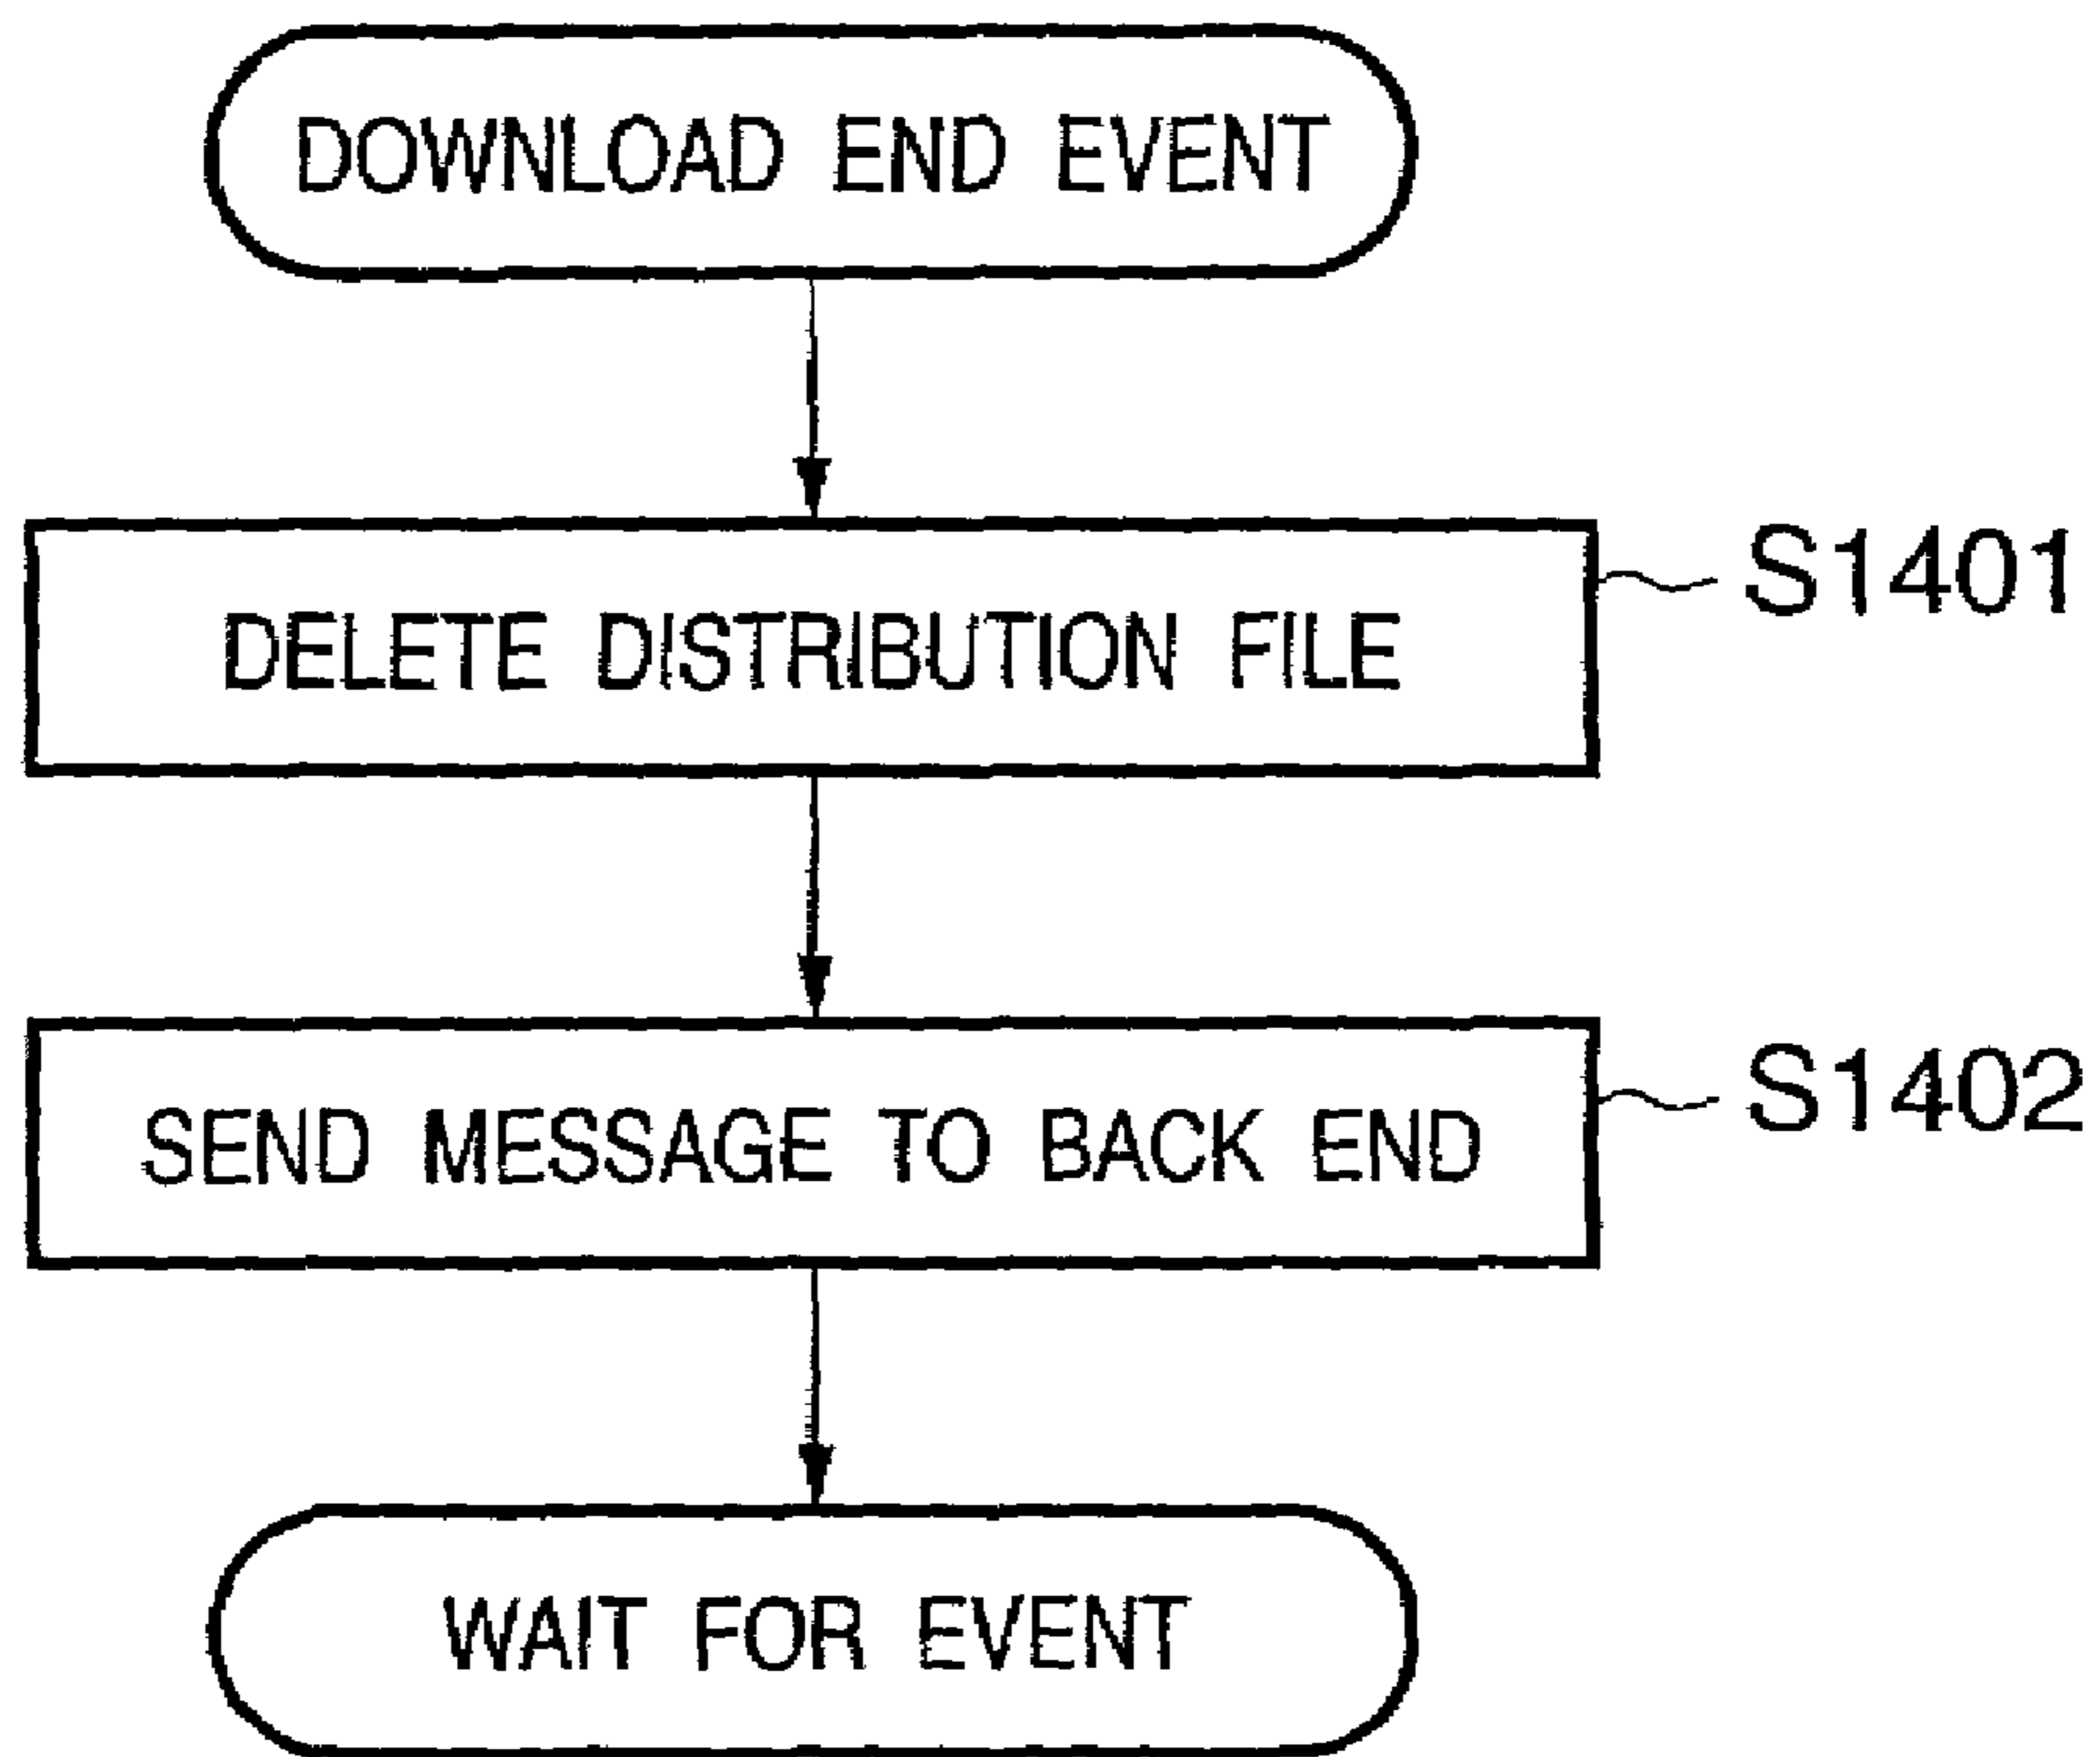 DOWNLOAD END EVENT
DELETE DISTRIBUTION FILE
S1401
SEND MESSAGE TO BACK END
S1402
WAIT FOR EVENT